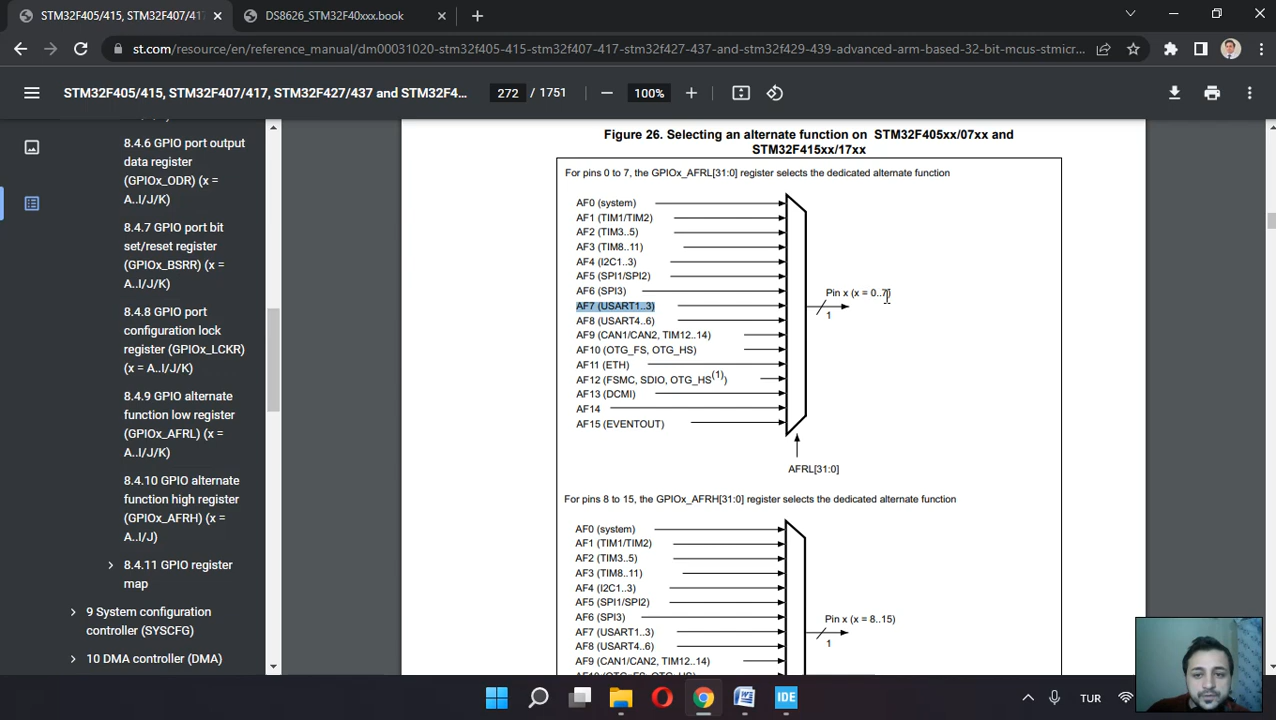 STM32F405/415, STM32F407/417
DS8626_STM32F40xxx.book
st.com/resource/en/reference_manual/dm00031020-stm32f405-415-stm32f407-417-stm32f427-437-and-stm32f429-439-advanced-arm-based-32-bit-mcus-stmicr...
STM32F405/415, STM32F407/417, STM32F427/437 and STM32F4...
272 / 1751
100%
8.4.6 GPIO port output
data register
(GPIOx_ODR) (x =
A..I/J/K)
8.4.7 GPIO port bit
set/reset register
(GPIOx_BSRR) (x =
A..I/J/K)
8.4.8 GPIO port
configuration lock
register (GPIOx_LCKR)
(x = A..I/J/K)
8.4.9 GPIO alternate
function low register
(GPIOx_AFRL) (x =
A..I/J/K)
8.4.10 GPIO alternate
function high register
(GPIOx_AFRH) (x =
A..I/J)
8.4.11 GPIO register
map
9 System configuration
controller (SYSCFG)
10 DMA controller (DMA)
Figure 26. Selecting an alternate function on STM32F405xx/07xx and
STM32F415xx/17xx
For pins 0 to 7, the GPIOx_AFRL[31:0] register selects the dedicated alternate function
AF0 (system)
AF1 (TIM1/TIM2)
AF2 (TIM3..5)
AF3 (TIM8..11)
AF4 (I2C1..3)
AF5 (SPI1/SPI2)
AF6 (SPI3)
AF7 (USART1..3)
AF8 (USART4..6)
AF9 (CAN1/CAN2, TIM12..14)
AF10 (OTG_FS, OTG_HS)
AF11 (ETH)
AF12 (FSMC, SDIO, OTG_HS(1))
AF13 (DCMI)
AF14
AF15 (EVENTOUT)
Pin x (x = 0..7)
1
AFRL[31:0]
For pins 8 to 15, the GPIOx_AFRH[31:0] register selects the dedicated alternate function
AF0 (system)
AF1 (TIM1/TIM2)
AF2 (TIM3..5)
AF3 (TIM8..11)
AF4 (I2C1..3)
AF5 (SPI1/SPI2)
AF6 (SPI3)
AF7 (USART1..3)
AF8 (USART4..6)
AF9 (CAN1/CAN2, TIM12..14)
Pin x (x = 8..15)
1
IDE
TUR